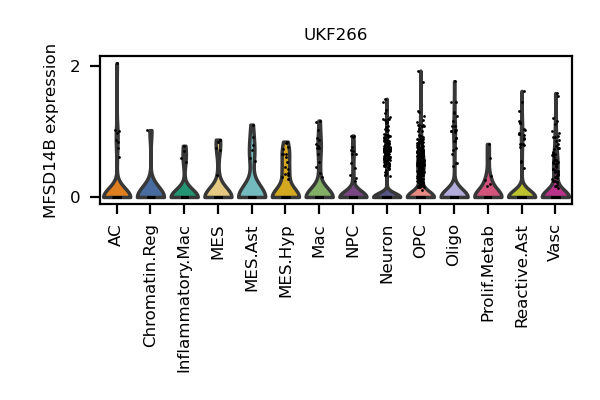 UKF266
MFSD14B expression
2
0
AC
Chromatin.Reg
Inflammatory.Mac
MES
MES.Ast
MES.Hyp
Mac
NPC
Neuron
OPC
Oligo
Prolif.Metab
Reactive.Ast
Vasc